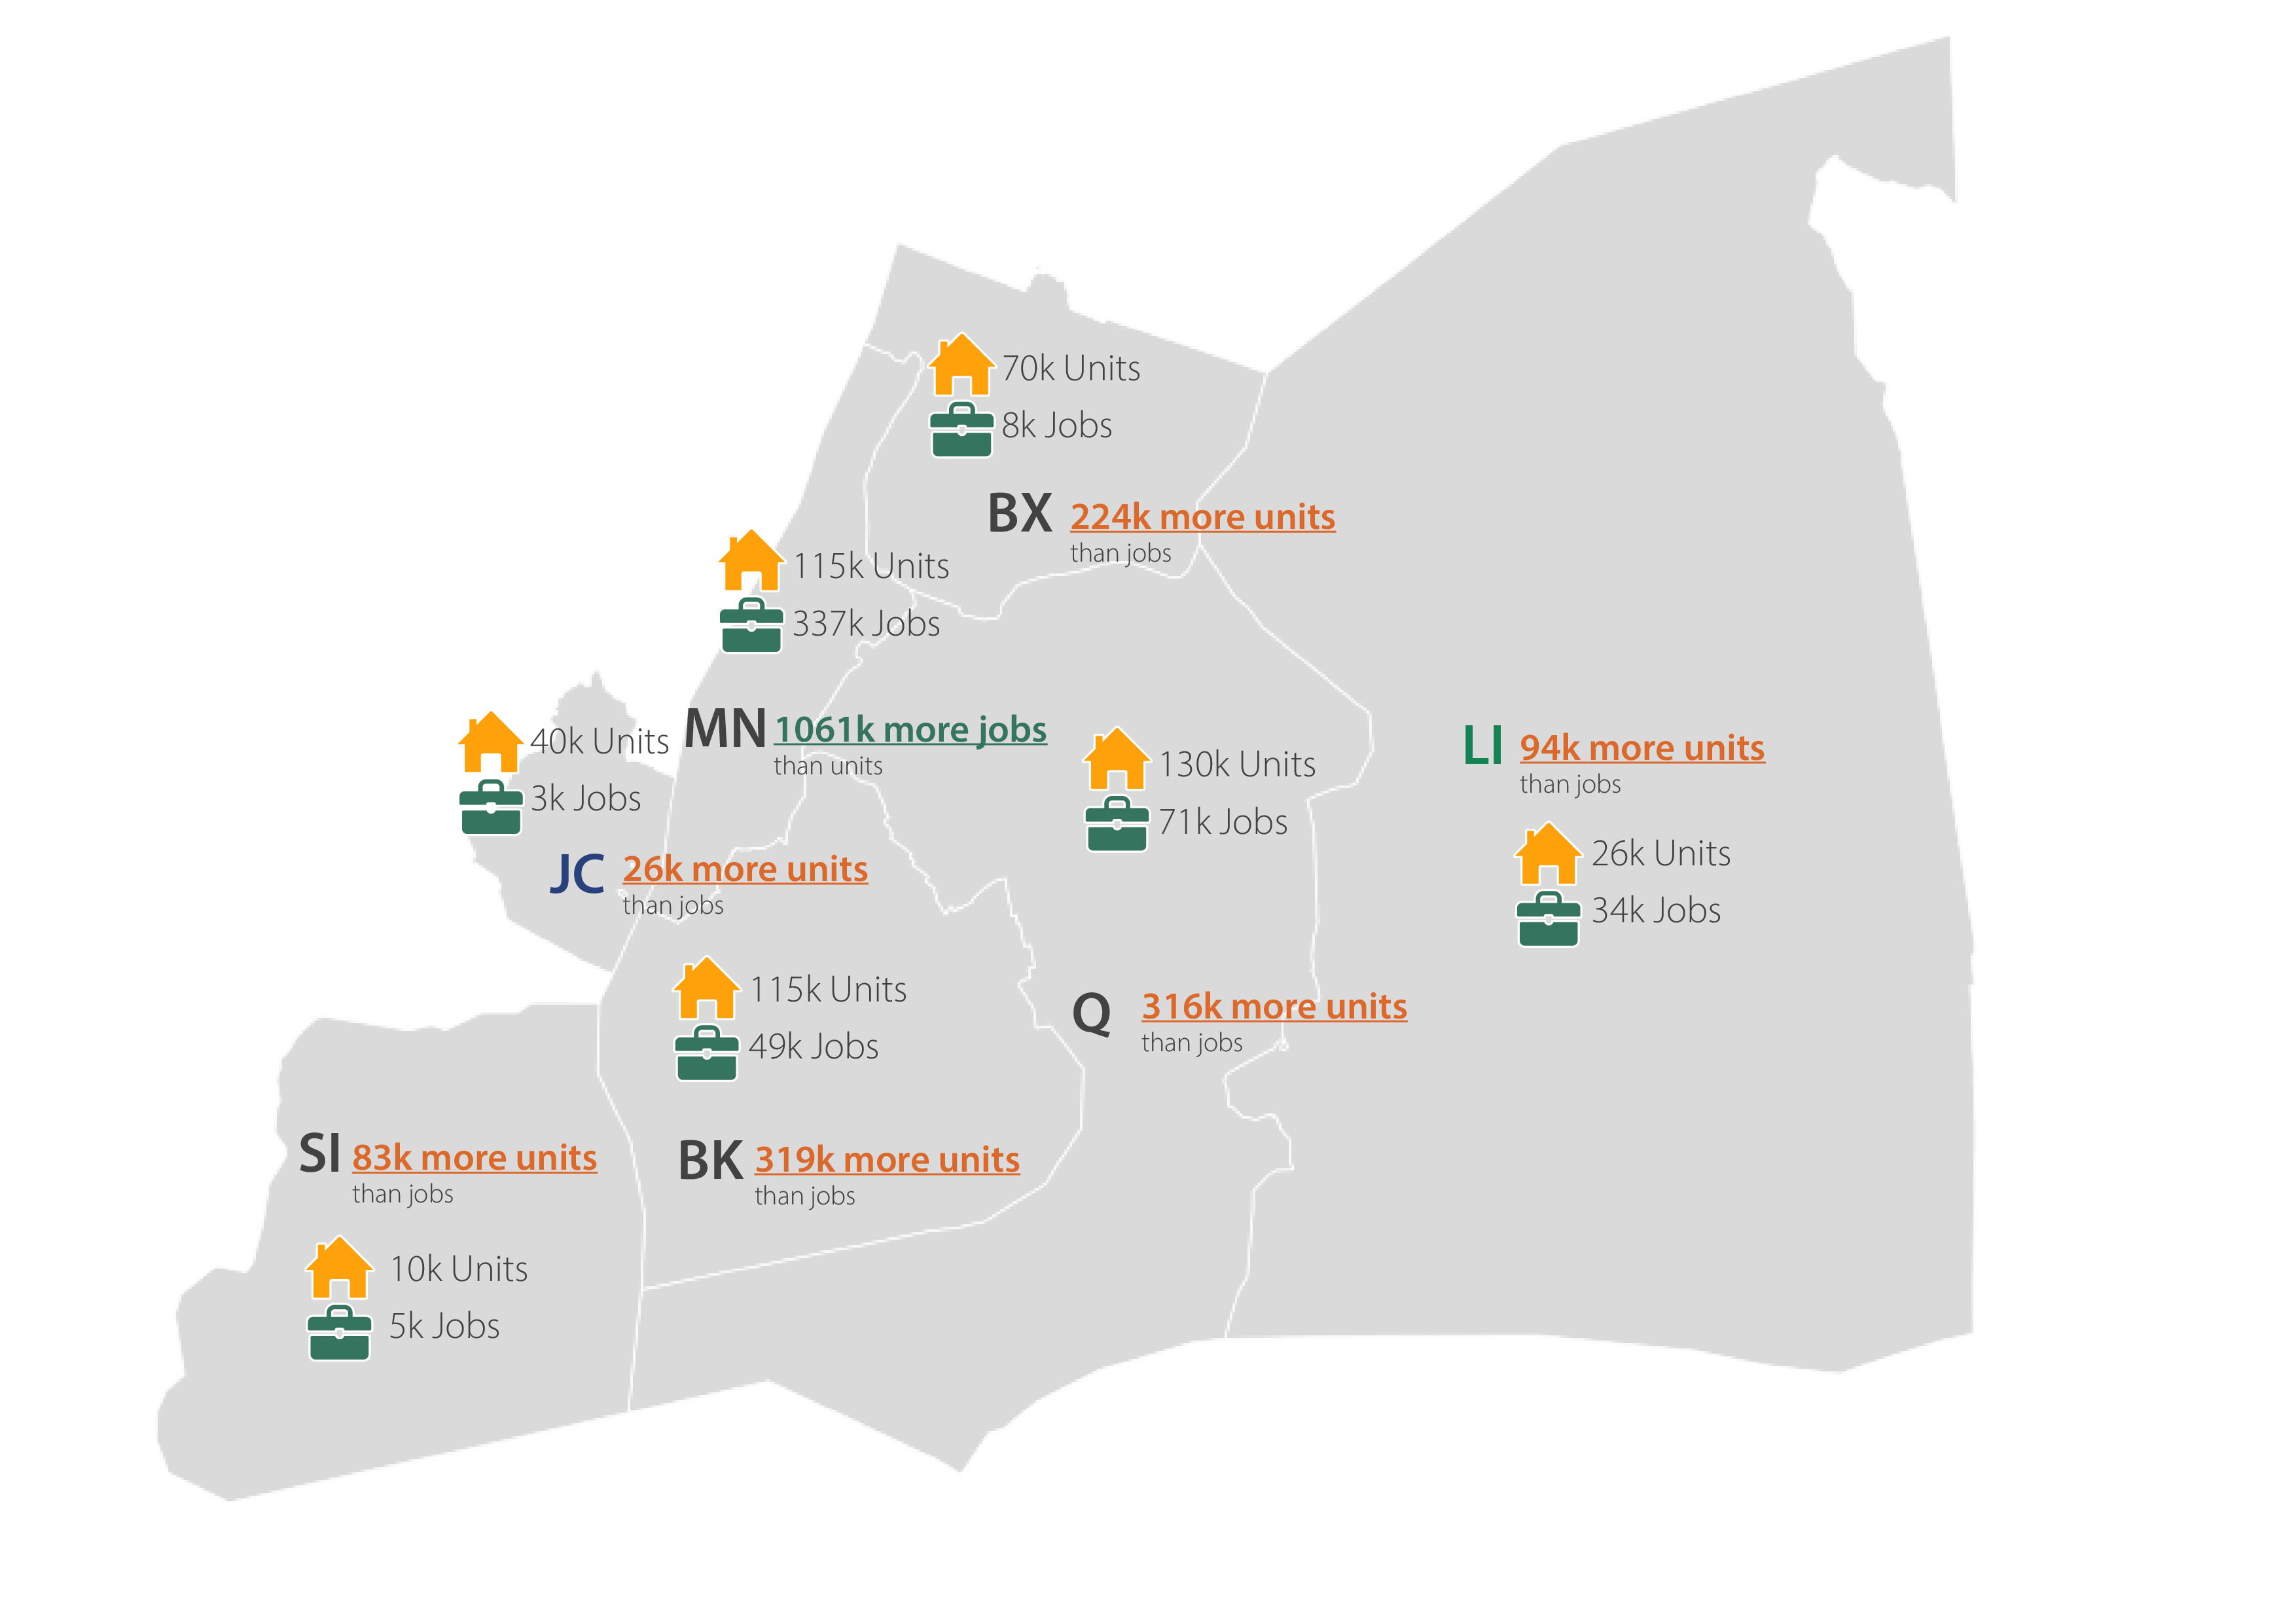 70k Units
8k Jobs
BX 224k more units
than jobs
115k Units
337k Jobs
MN 1061k more jobs
than units
40k Units
3k Jobs
JC 26k more units
than jobs
130k Units
71k Jobs
Q 316k more units
than jobs
LI 94k more units
than jobs
26k Units
34k Jobs
115k Units
49k Jobs
BK 319k more units
than jobs
SI 83k more units
than jobs
10k Units
5k Jobs